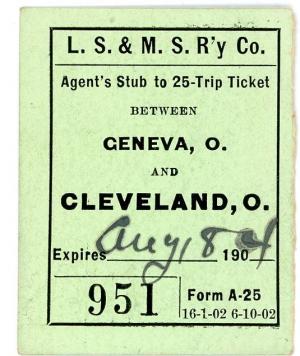 L. S. & M. S. R'y Co.
Agent's Stub to 25-Trip Ticket
BETWEEN
GENEVA, O.
AND
CLEVELAND, O.
Expires Aug 8 1904
951
Form A-25
16-1-02 6-10-02